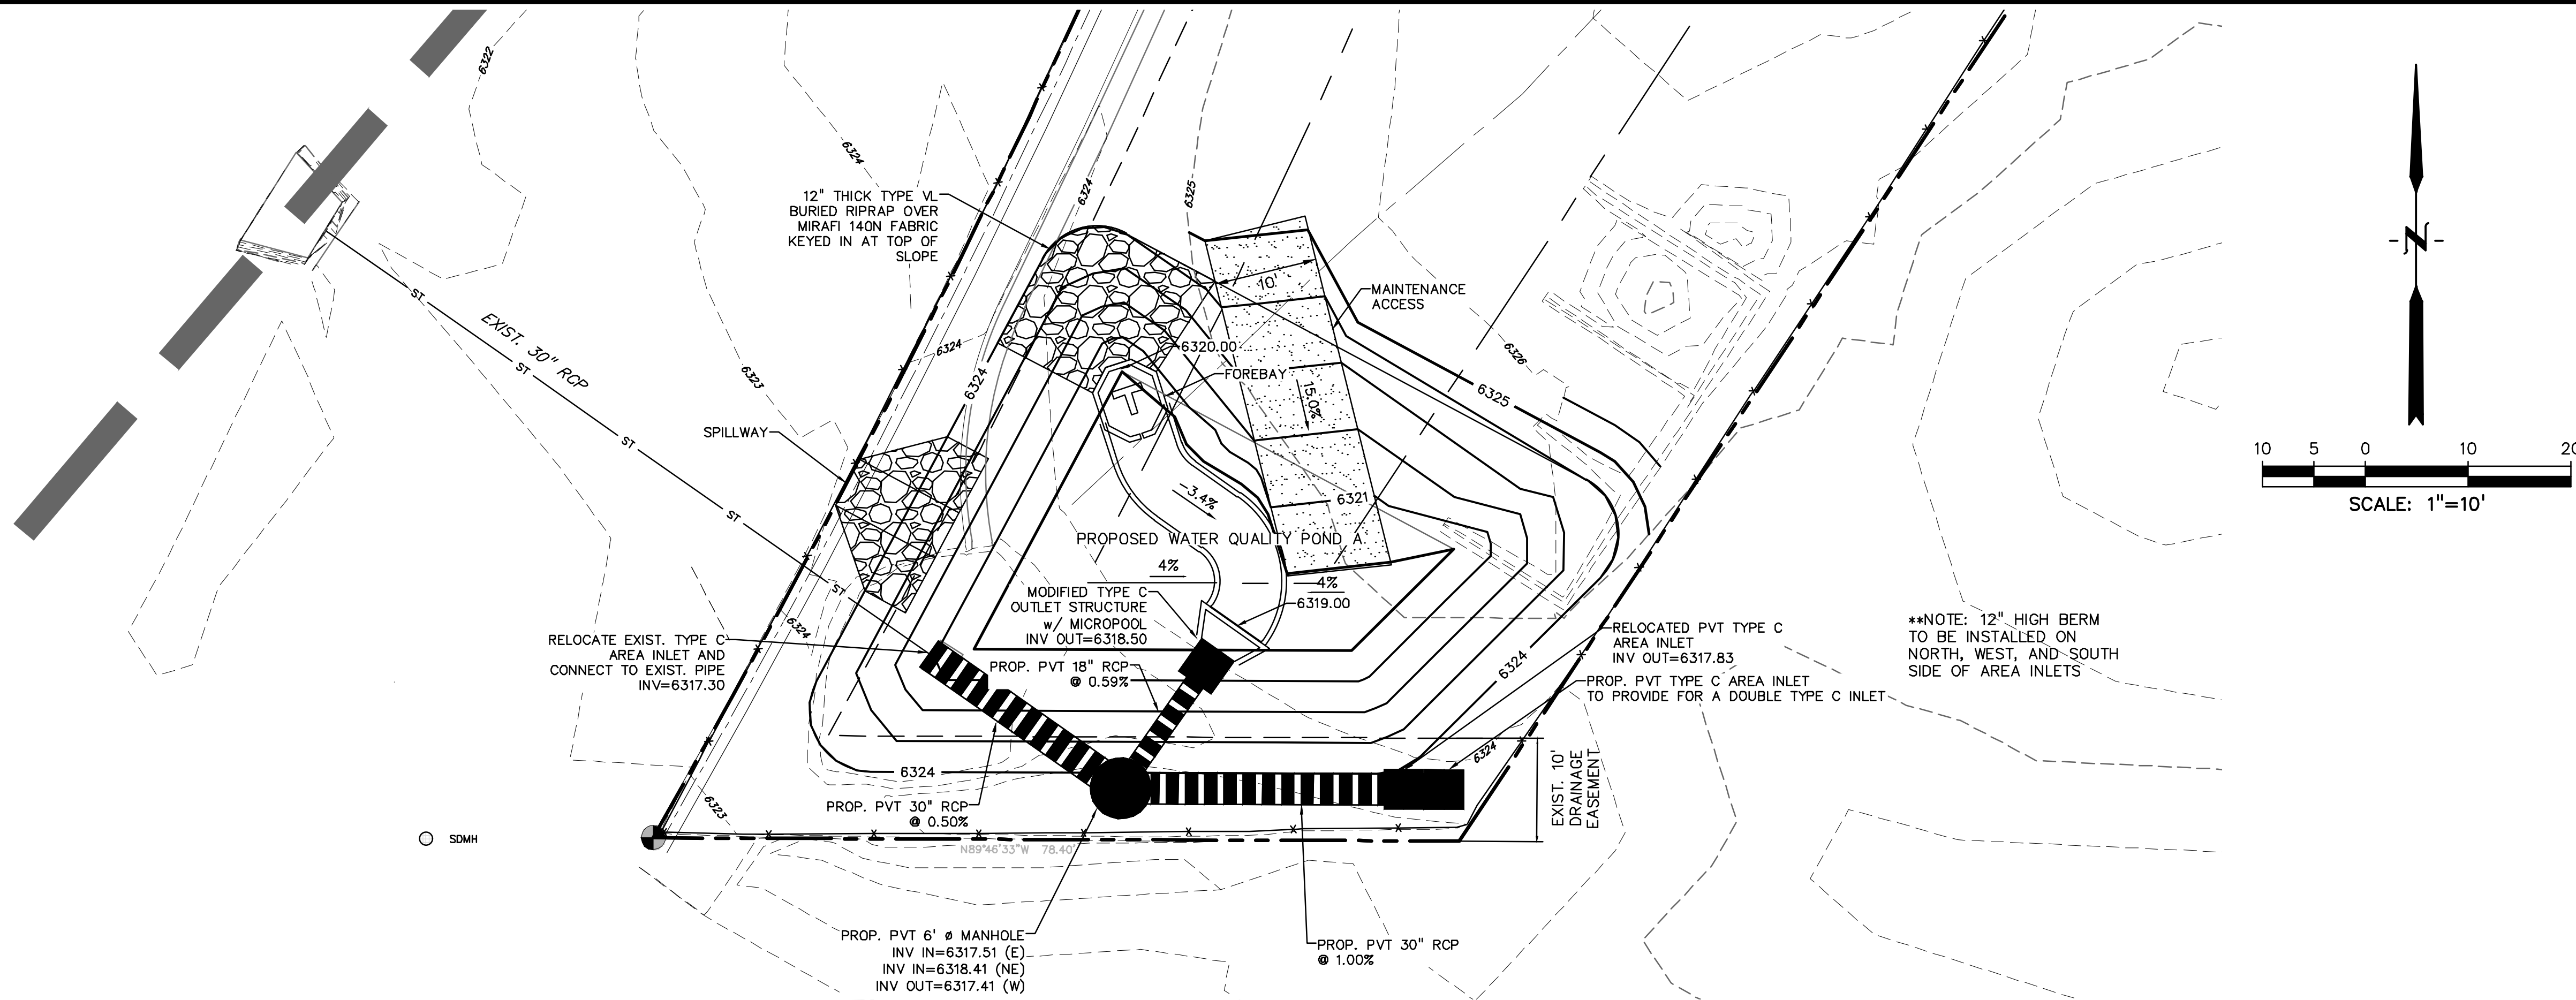 6322
6324
12" THICK TYPE VL
BURIED RIPRAP OVER
MIRAFI 140N FABRIC
KEYED IN AT TOP OF
SLOPE
6324
6325
N
10'
MAINTENANCE
ACCESS
ST
EXIST. 30" RCP
ST
ST
ST
ST
6323
6324
6324
6320.00
FOREBAY
15.0%
6326
6325
10 5 0 10 20
SCALE: 1"=10'
SPILLWAY
-3.4%
6321
PROPOSED WATER QUALITY POND A
4%
4%
6319.00
MODIFIED TYPE C
OUTLET STRUCTURE
w/ MICROPOOL
INV OUT=6318.50
6324
RELOCATE EXIST. TYPE C
AREA INLET AND
CONNECT TO EXIST. PIPE
INV=6317.30
PROP. PVT 18" RCP
@ 0.59%
6324
RELOCATED PVT TYPE C
AREA INLET
INV OUT=6317.83
PROP. PVT TYPE C AREA INLET
TO PROVIDE FOR A DOUBLE TYPE C INLET
**NOTE: 12" HIGH BERM
TO BE INSTALLED ON
NORTH, WEST, AND SOUTH
SIDE OF AREA INLETS
6324
6324
EXIST. 10'
DRAINAGE
EASEMENT
6323
PROP. PVT 30" RCP
@ 0.50%
SDMH
N89°46'33"W 78.40'
PROP. PVT 6' Ø MANHOLE
INV IN=6317.51 (E)
INV IN=6318.41 (NE)
INV OUT=6317.41 (W)
PROP. PVT 30" RCP
@ 1.00%